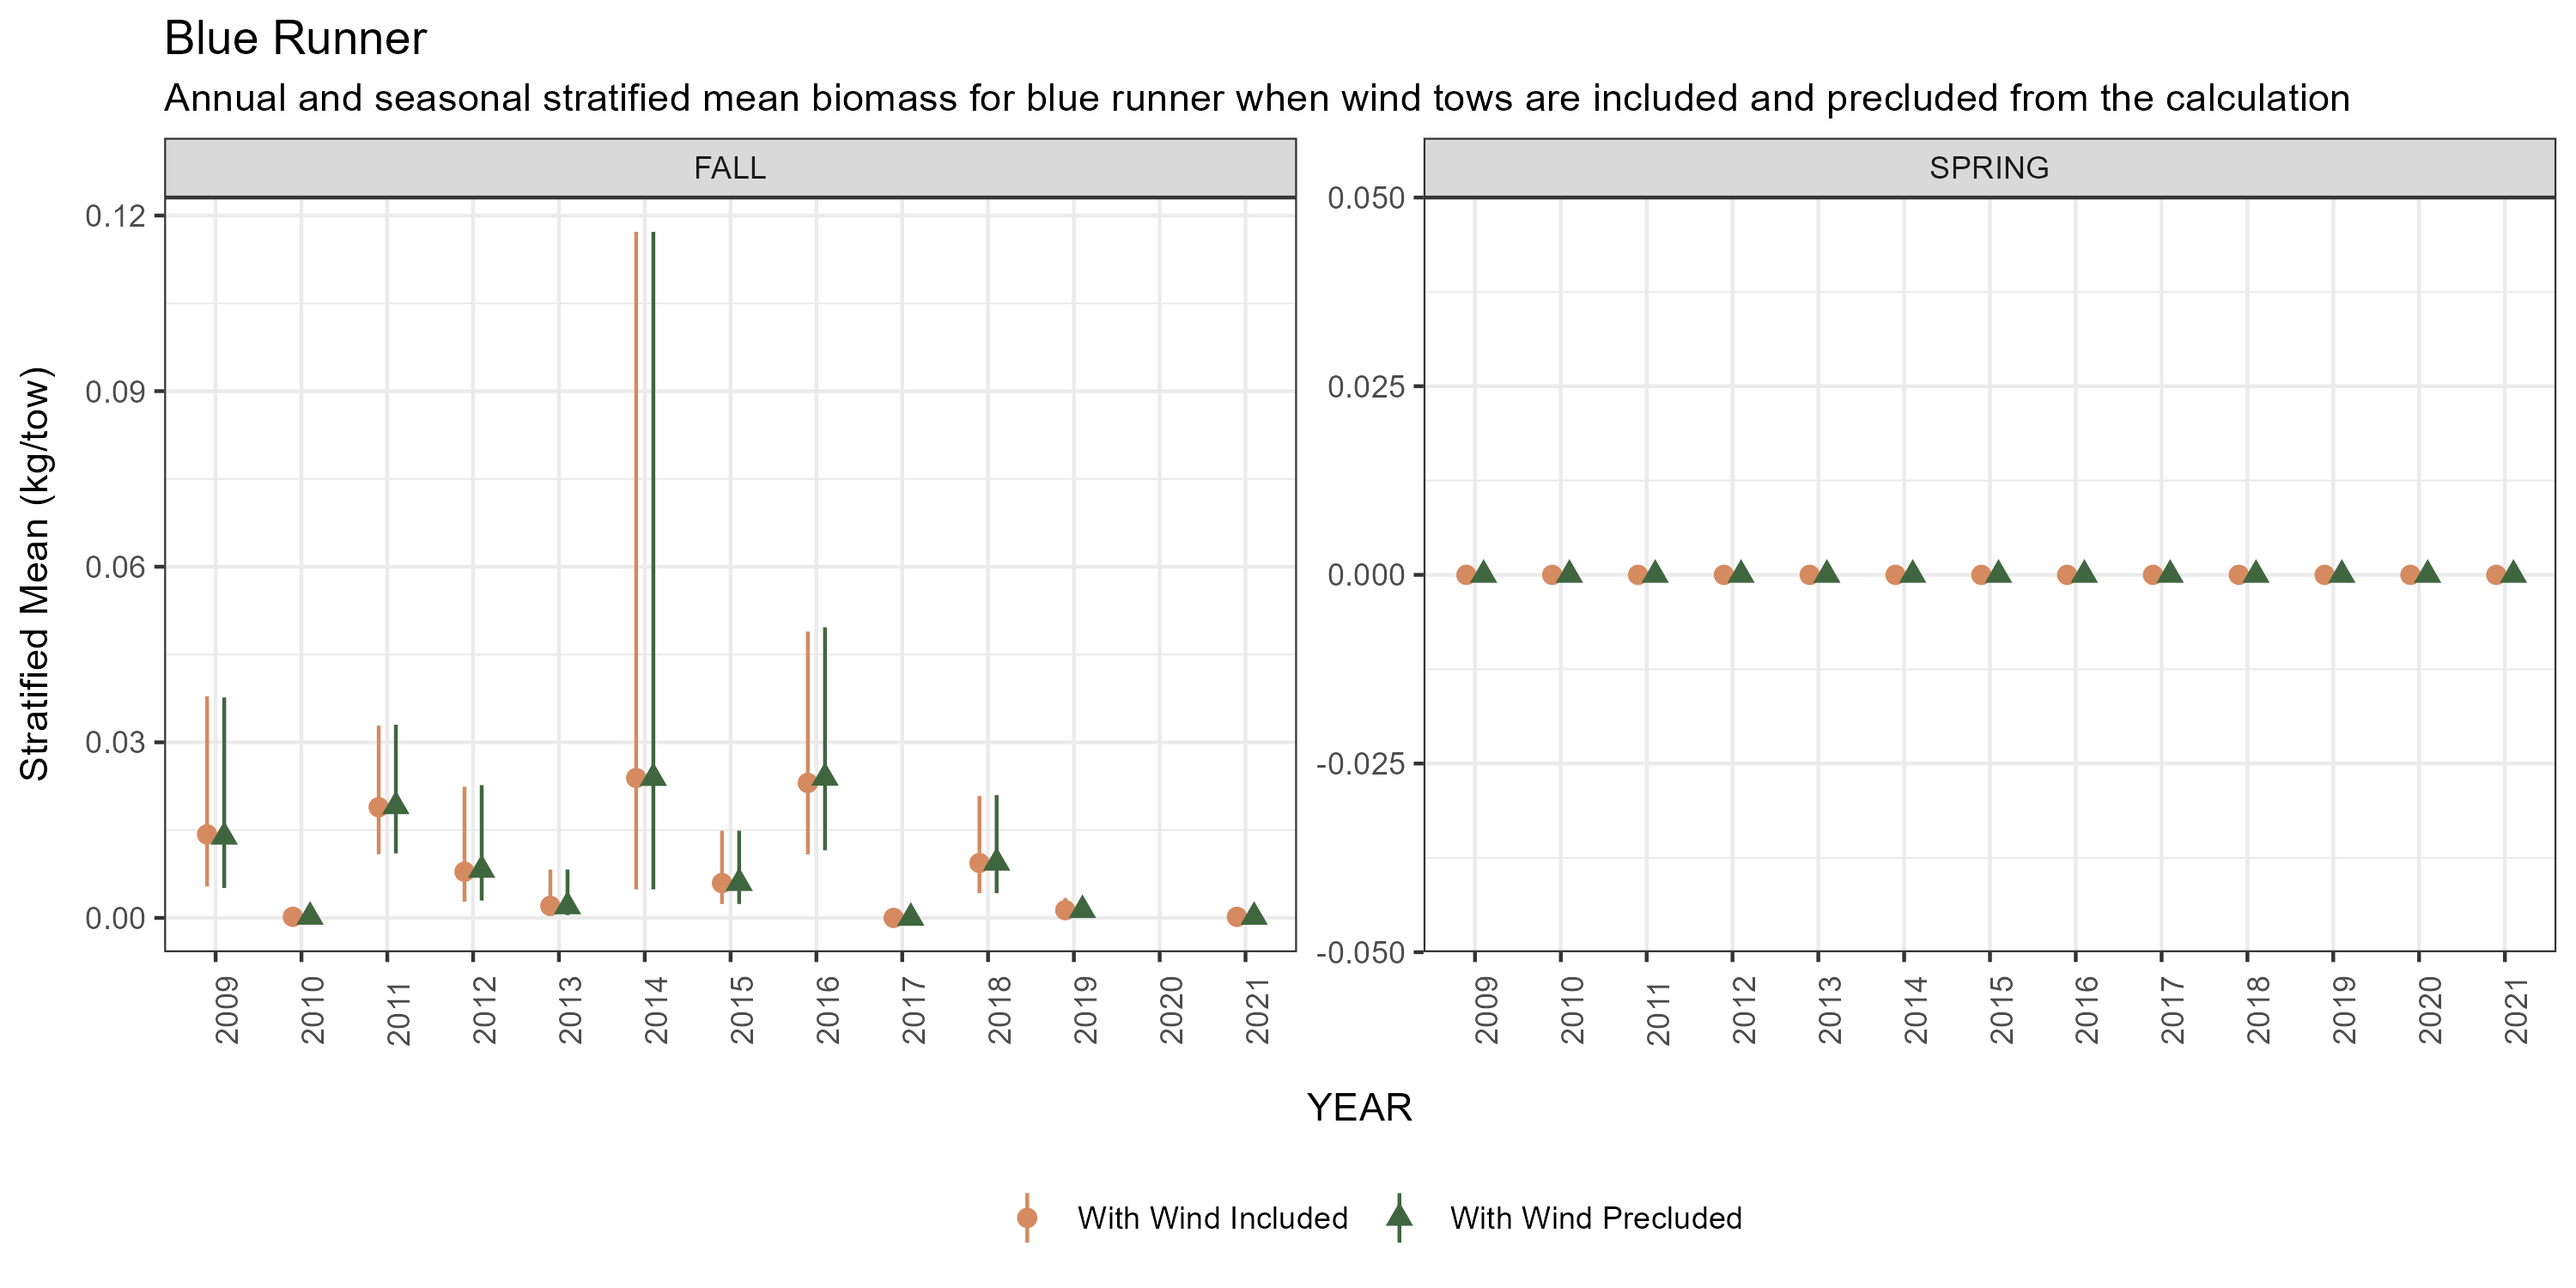 Blue Runner
Annual and seasonal stratified mean biomass for blue runner when wind tows are included and precluded from the calculation
FALL
SPRING
Stratified Mean (kg/tow)
0.12
0.09
0.06
0.03
0.00
0.050
0.025
0.000
-0.025
-0.050
2009 2010 2011 2012 2013 2014 2015 2016 2017 2018 2019 2020 2021
2009 2010 2011 2012 2013 2014 2015 2016 2017 2018 2019 2020 2021
YEAR
With Wind Included With Wind Precluded